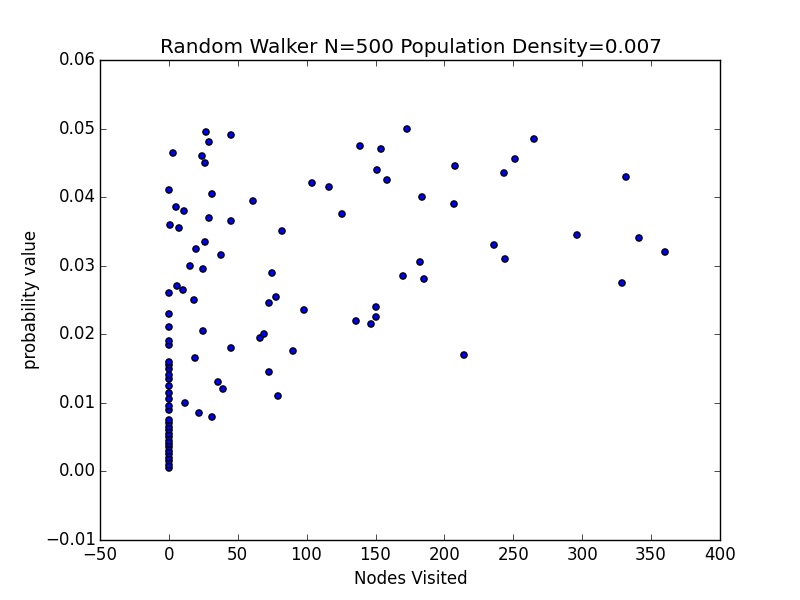 Random Walker N=500 Population Density=0.007
0.06
0.05
0.04
0.03
0.02
0.01
0.00
−0.01
probability value
−50 0 50 100 150 200 250 300 350 400
Nodes Visited